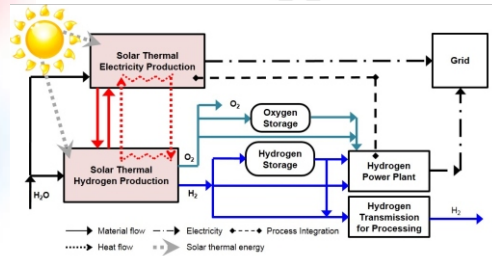 Solar Thermal
Electricity Production
Grid
O₂
Oxygen
Storage
O₂
Hydrogen
Storage
Solar Thermal
Hydrogen Production
Hydrogen
Power Plant
H₂O
H₂
Hydrogen
Transmission
for Processing
H₂
Material flow
Electricity
Process Integration
Heat flow
Solar thermal energy